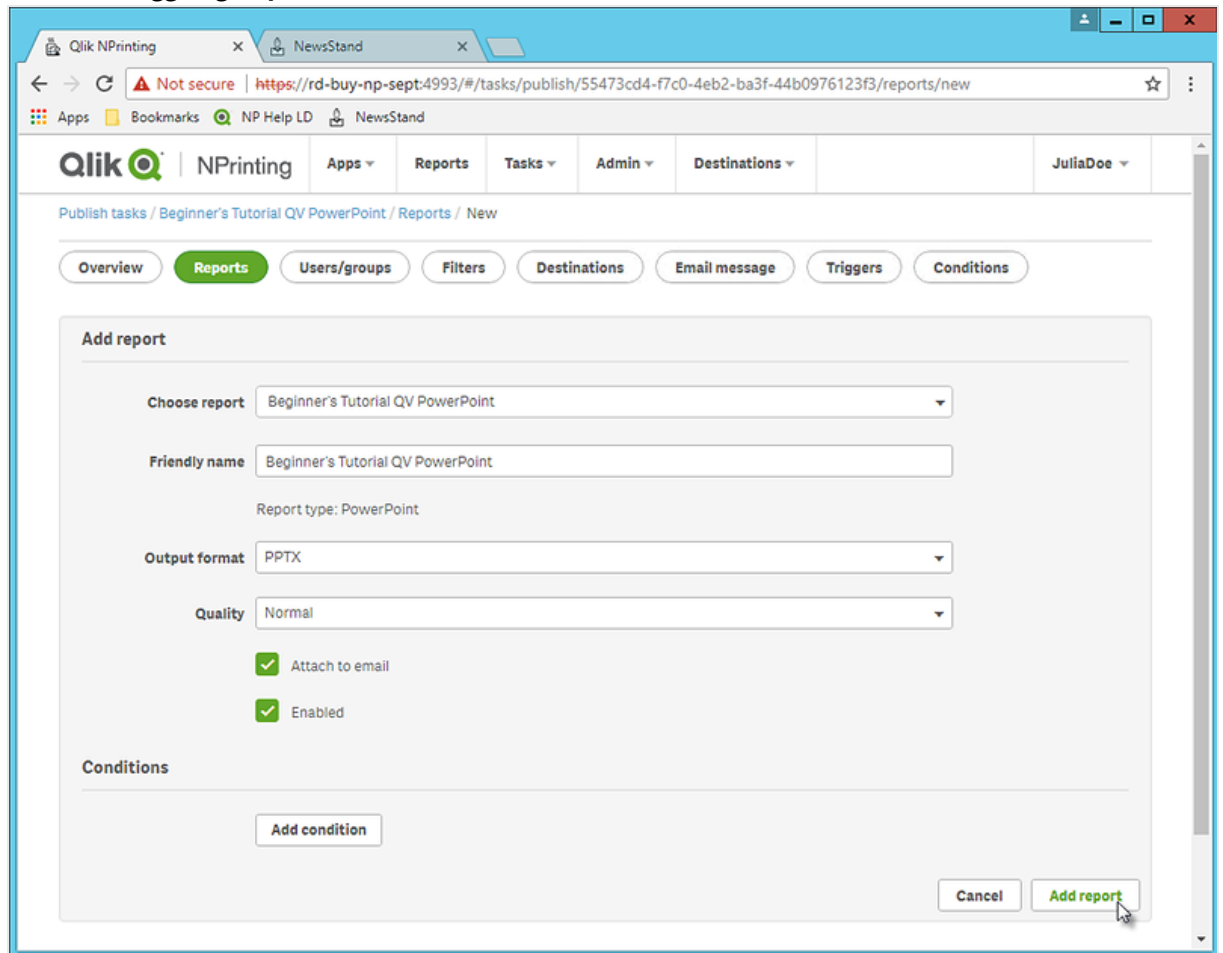 Qlik NPrinting
NewsStand
Not secure | https://rd-buy-np-sept:4993/#/tasks/publish/55473cd4-f7c0-4eb2-ba3f-44b0976123f3/reports/new
Apps Bookmarks NP Help LD NewsStand
Qlik NPrinting Apps Reports Tasks Admin Destinations JuliaDoe
Publish tasks / Beginner's Tutorial QV PowerPoint / Reports / New
Overview Reports Users/groups Filters Destinations Email message Triggers Conditions
Add report
Choose report Beginner's Tutorial QV PowerPoint
Friendly name Beginner's Tutorial QV PowerPoint
Report type: PowerPoint
Output format PPTX
Quality Normal
Attach to email
Enabled
Conditions
Add condition
Cancel Add report